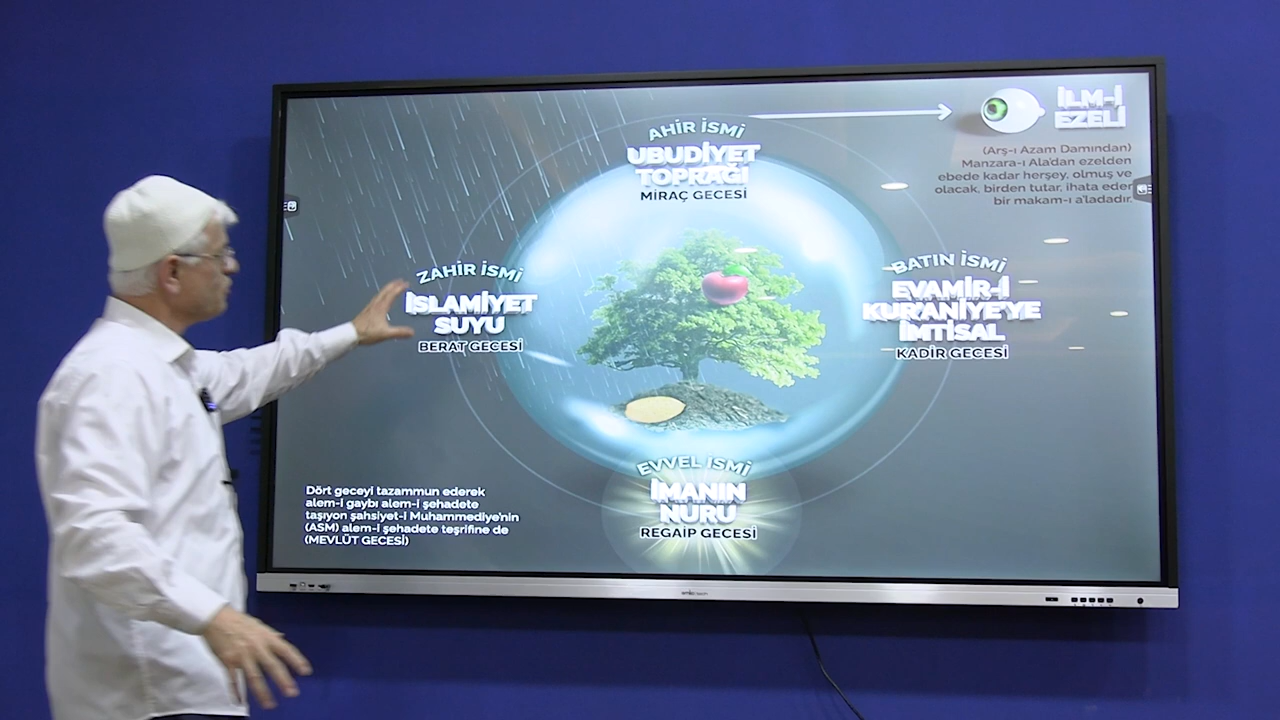 İLM-İ
EZELİ
(Arş-ı Azam Damından)
Manzara-ı Ala'dan ezelden
ebede kadar herşey, olmuş ve
olacak, birden tutar, ihata eder
bir makam-ı a'ladadır.
AHİR İSMİ
UBUDİYET
TOPRAĞI
MİRAÇ GECESİ
ZAHİR İSMİ
İSLAMİYET
SUYU
BERAT GECESİ
BATIN İSMİ
EVAMİR-İ
KUR'ANİYE'YE
İMTİSAL
KADİR GECESİ
EVVEL İSMİ
İMANIN
NURU
REGAİP GECESİ
Dört geceyi tazammun ederek
alem-i gaybı alem-i şehadete
taşıyon şahsiyet-i Muhammediye'nin
(ASM) alem-i şehadete teşrifine de
(MEVLÜT GECESİ)